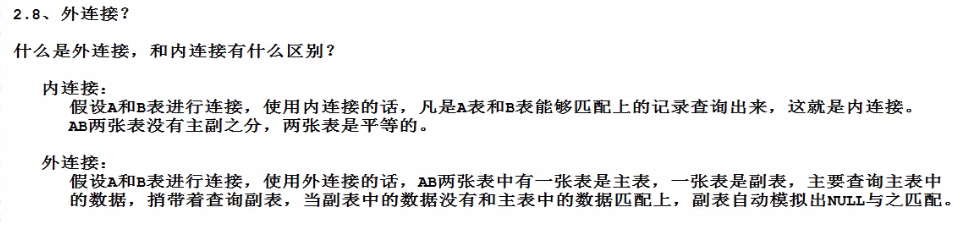 2.8、外连接？
什么是外连接，和内连接有什么区别？
内连接：
假设A和B表进行连接，使用内连接的话，凡是A表和B表能够匹配上的记录查询出来，这就是内连接。
AB两张表没有主副之分，两张表是平等的。
外连接：
假设A和B表进行连接，使用外连接的话，AB两张表中有一张表是主表，一张表是副表，主要查询主表中
的数据，捎带着查询副表，当副表中的数据没有和主表中的数据匹配上，副表自动模拟出NULL与之匹配。